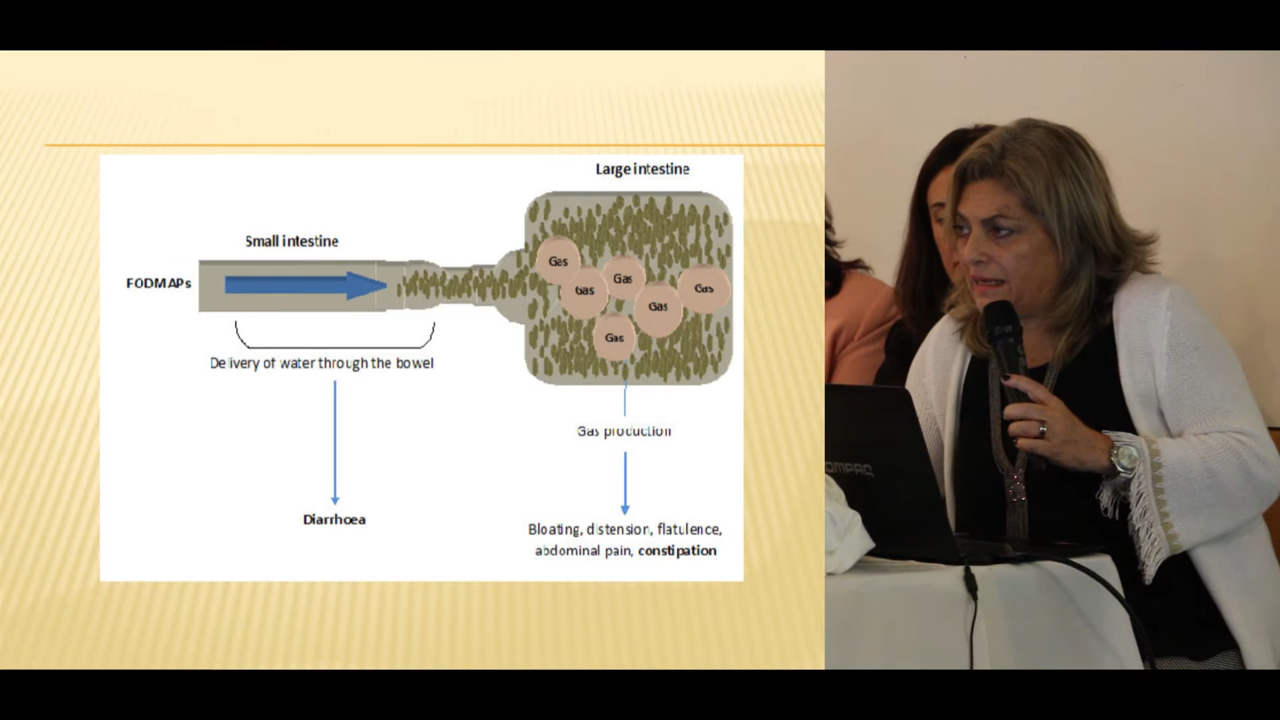 Large intestine
Small intestine
FODMAPs
Gas
Gas
Gas
Gas
Gas
Gas
Delivery of water through the bowel
Gas production
Diarrhoea
Bloating, distension, flatulence,
abdominal pain, constipation
COMPAQ